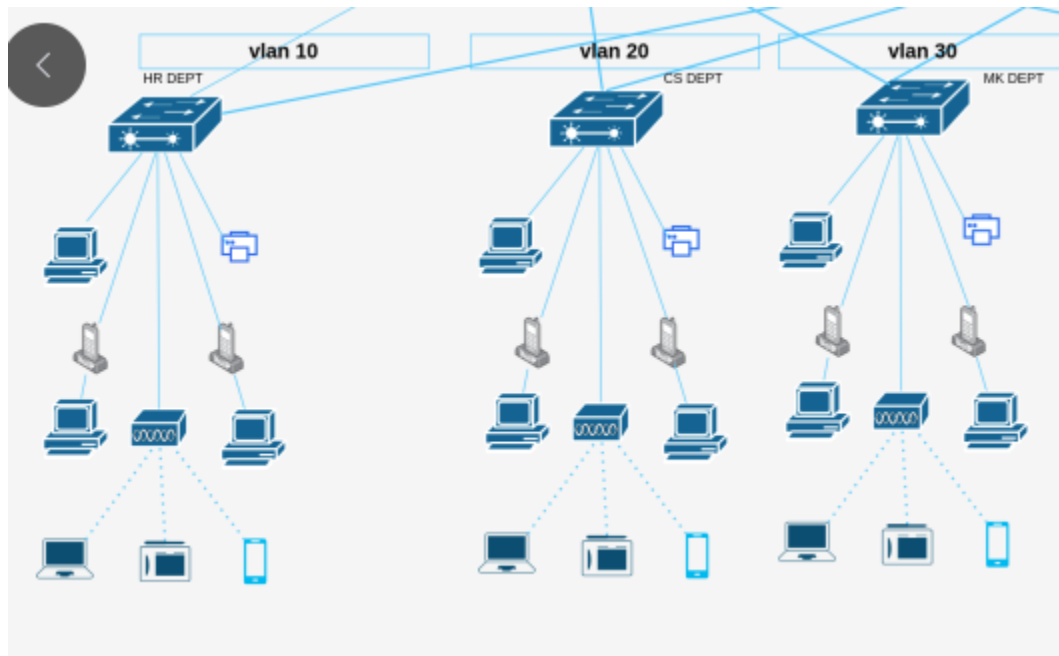 vlan 10
vlan 20
vlan 30
HR DEPT
CS DEPT
MK DEPT